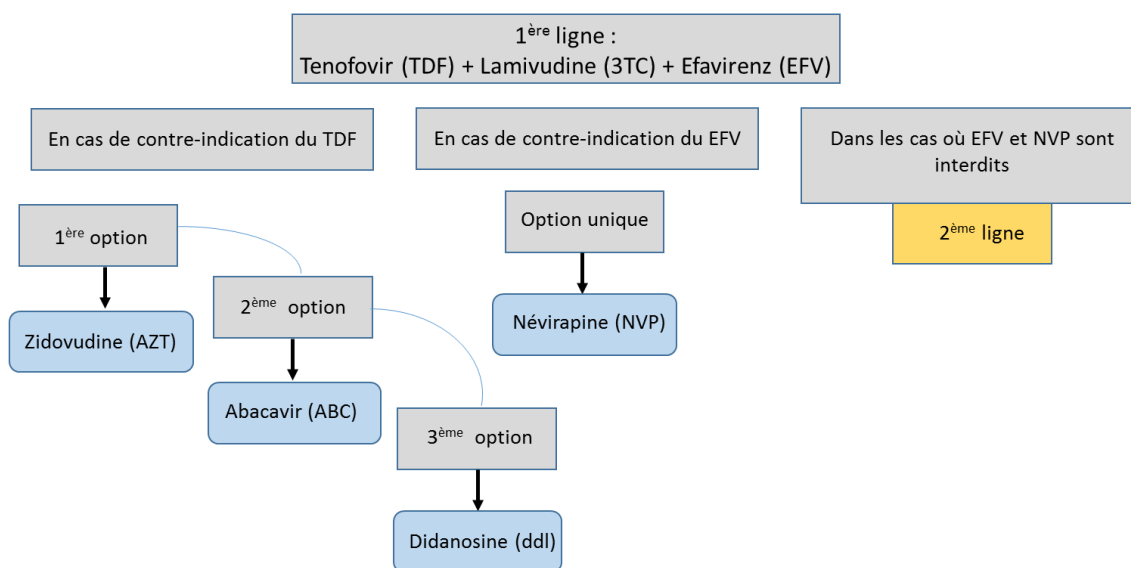 1ère ligne :
Tenofovir (TDF) + Lamivudine (3TC) + Efavirenz (EFV)
En cas de contre-indication du TDF
En cas de contre-indication du EFV
Dans les cas où EFV et NVP sont
interdits
1ère option
Option unique
2ème ligne
2ème option
Zidovudine (AZT)
Névirapine (NVP)
Abacavir (ABC)
3ème option
Didanosine (ddl)